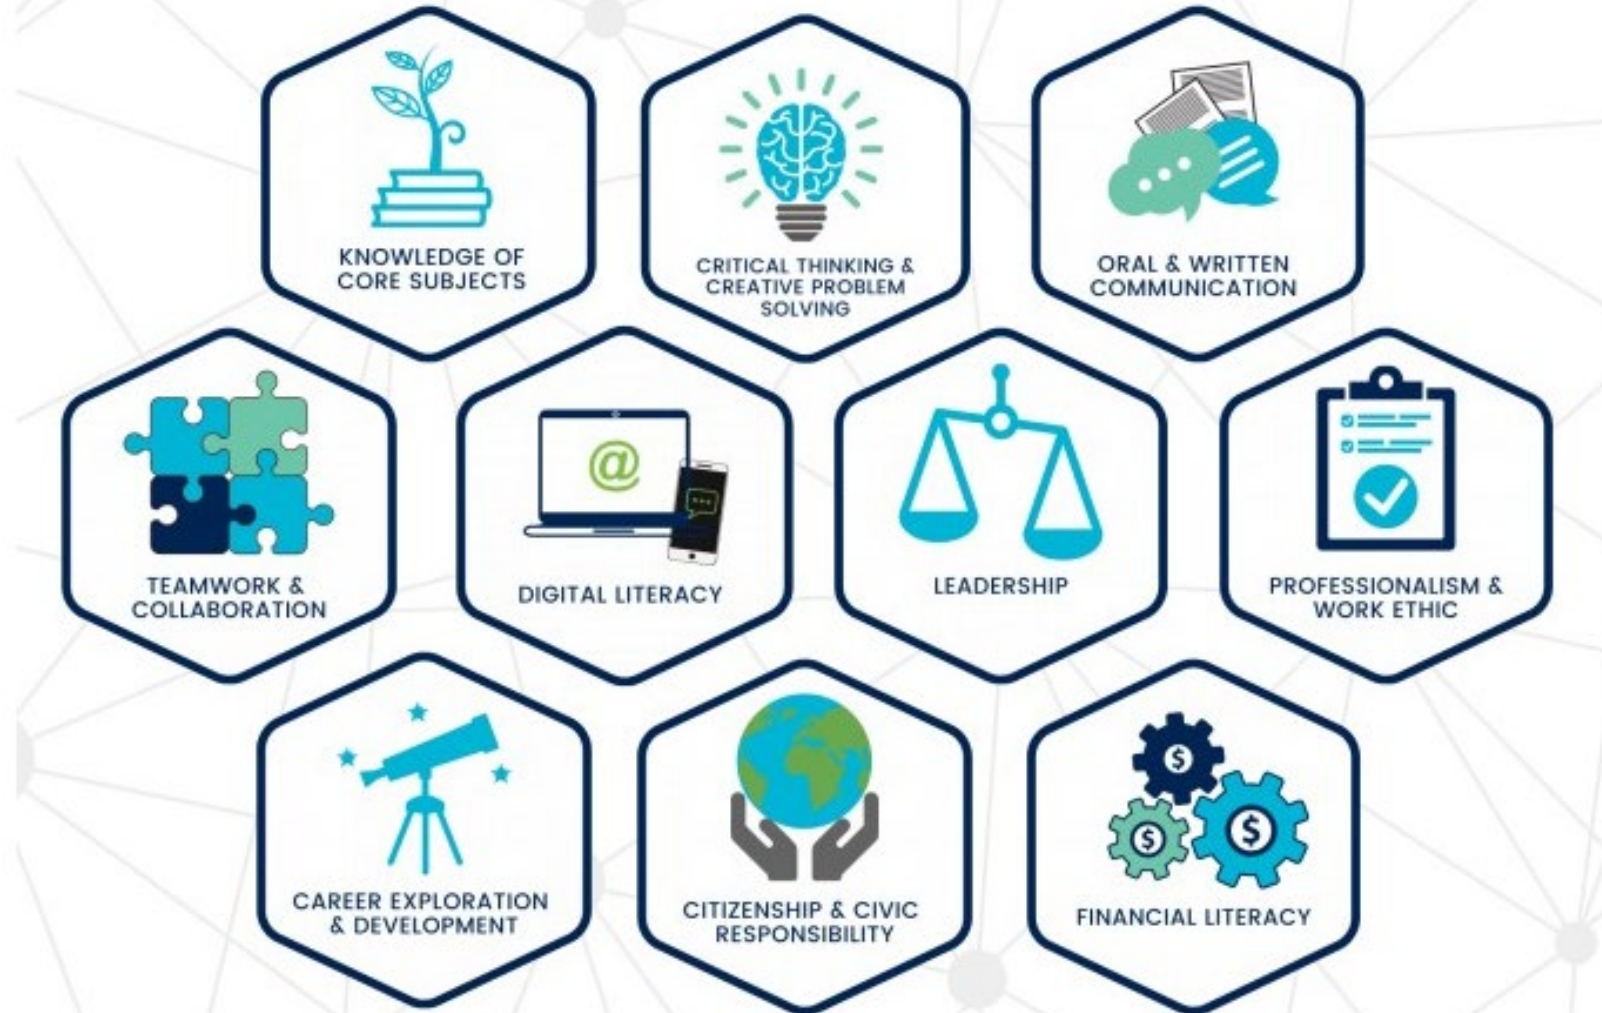 KNOWLEDGE OF
CORE SUBJECTS
CRITICAL THINKING &
CREATIVE PROBLEM
SOLVING
ORAL & WRITTEN
COMMUNICATION
TEAMWORK &
COLLABORATION
@
DIGITAL LITERACY
LEADERSHIP
PROFESSIONALISM &
WORK ETHIC
CAREER EXPLORATION
& DEVELOPMENT
CITIZENSHIP & CIVIC
RESPONSIBILITY
$
$
$
FINANCIAL LITERACY